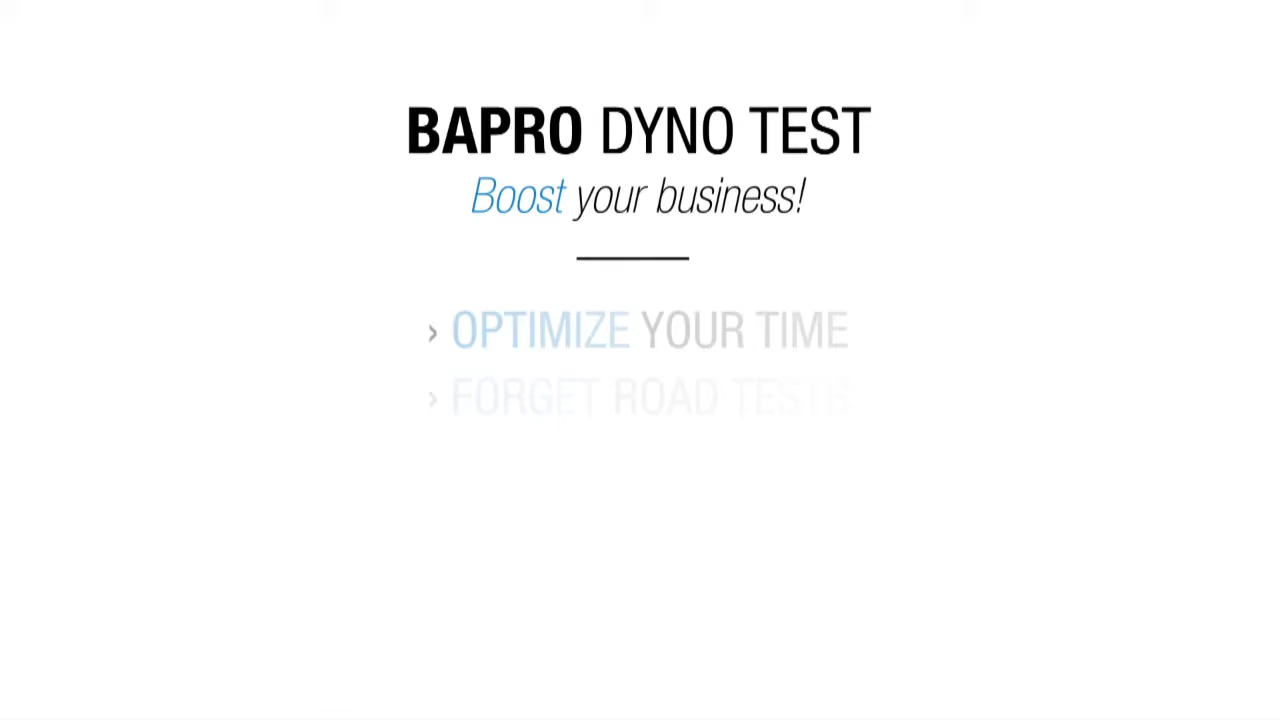 BAPRO DYNO TEST
Boost your business!
› OPTIMIZE YOUR TIME
› FORGET ROAD TESTS